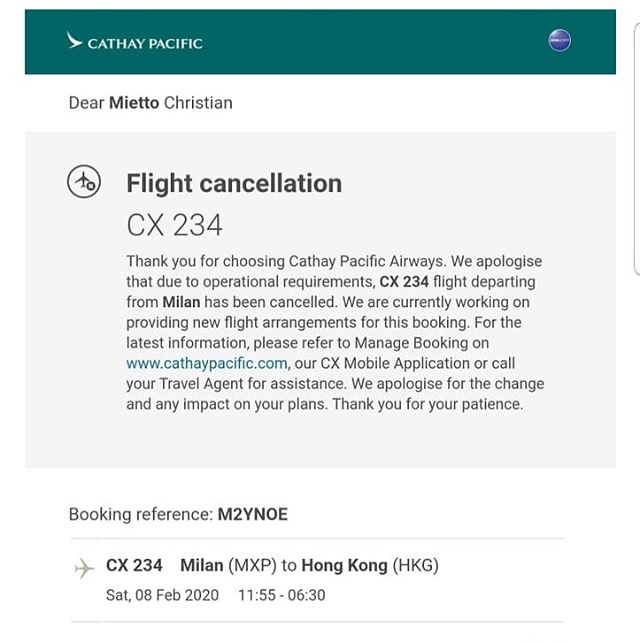 CATHAY PACIFIC
Dear Mietto Christian
Flight cancellation
CX 234
Thank you for choosing Cathay Pacific Airways. We apologise
that due to operational requirements, CX 234 flight departing
from Milan has been cancelled. We are currently working on
providing new flight arrangements for this booking. For the
latest information, please refer to Manage Booking on
www.cathaypacific.com, our CX Mobile Application or call
your Travel Agent for assistance. We apologise for the change
and any impact on your plans. Thank you for your patience.
Booking reference: M2YNOE
CX 234 Milan (MXP) to Hong Kong (HKG)
Sat, 08 Feb 2020 11:55 - 06:30